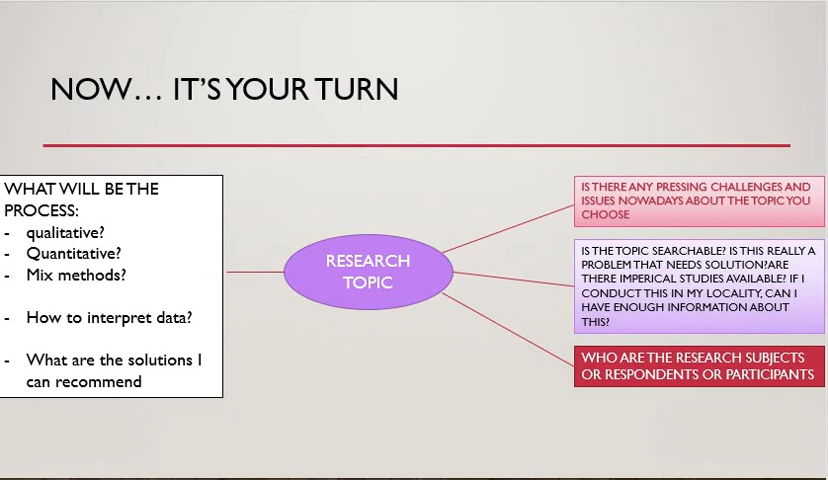 NOW... IT'S YOUR TURN
WHAT WILL BE THE
PROCESS:
- qualitative?
- Quantitative?
- Mix methods?
- How to interpret data?
- What are the solutions I
can recommend
RESEARCH
TOPIC
IS THERE ANY PRESSING CHALLENGES AND
ISSUES NOWADAYS ABOUT THE TOPIC YOU
CHOOSE
IS THE TOPIC SEARCHABLE? IS THIS REALLY A
PROBLEM THAT NEEDS SOLUTION?ARE
THERE IMPERICAL STUDIES AVAILABLE? IF I
CONDUCT THIS IN MY LOCALITY, CAN I
HAVE ENOUGH INFORMATION ABOUT
THIS?
WHO ARE THE RESEARCH SUBJECTS
OR RESPONDENTS OR PARTICIPANTS